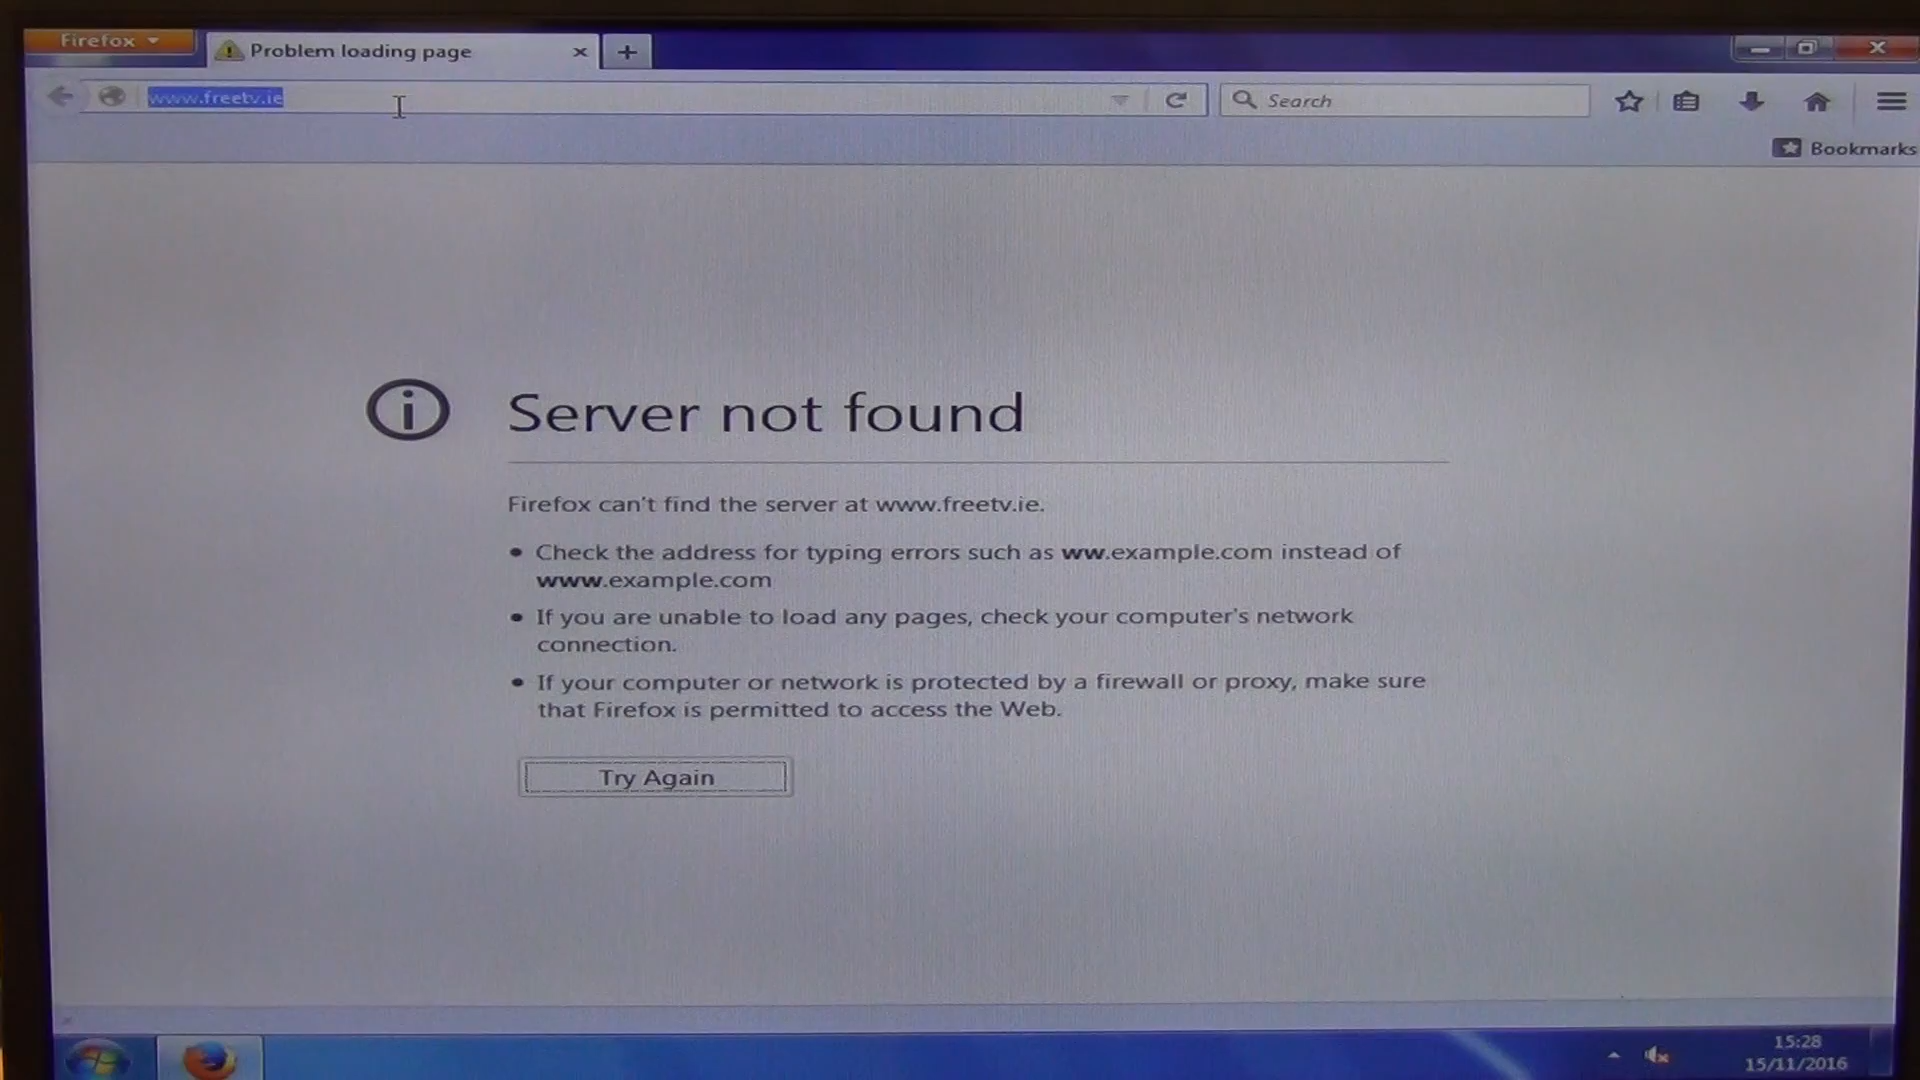 Firefox
Problem loading page
www.freetv.ie
Search
Bookmarks
Server not found
Firefox can't find the server at www.freetv.ie.
Check the address for typing errors such as ww.example.com instead of
www.example.com
If you are unable to load any pages, check your computer's network
connection.
If your computer or network is protected by a firewall or proxy, make sure
that Firefox is permitted to access the Web.
Try Again
15:28
15/11/2016